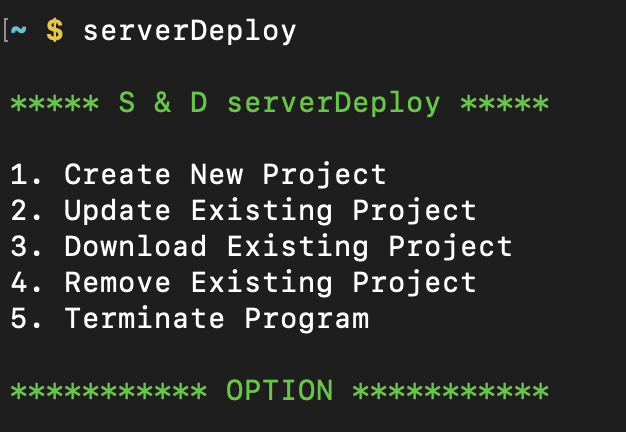 [~ $ serverDeploy
***** S & D serverDeploy *****
1. Create New Project
2. Update Existing Project
3. Download Existing Project
4. Remove Existing Project
5. Terminate Program
*********** OPTION ***********